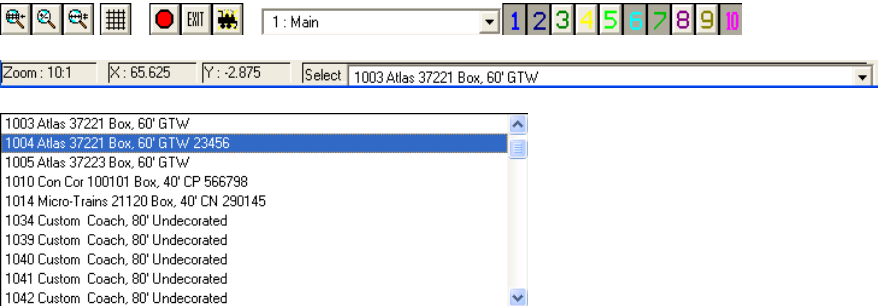 EXIT 1 : Main 1 2 3 4 5 6 7 8 9 10
Zoom : 10:1 X : 65.625 Y : -2.875 Select 1003 Atlas 37221 Box, 60' GTW
1003 Atlas 37221 Box, 60' GTW
1004 Atlas 37221 Box, 60' GTW 23456
1005 Atlas 37223 Box, 60' GTW
1010 Con Cor 100101 Box, 40' CP 566798
1014 Micro-Trains 21120 Box, 40' CN 290145
1034 Custom  Coach, 80' Undecorated
1039 Custom  Coach, 80' Undecorated
1040 Custom  Coach, 80' Undecorated
1041 Custom  Coach, 80' Undecorated
1042 Custom  Coach, 80' Undecorated